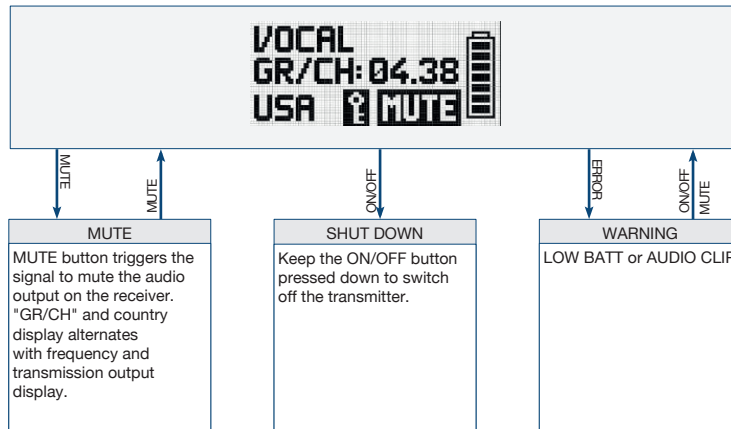 VOCAL
GR/CH: 04.38
USA MUTE
MUTE
MUTE
ON/OFF
ERROR
ON/OFF
MUTE
MUTE
MUTE button triggers the
signal to mute the audio
output on the receiver.
"GR/CH" and country
display alternates
with frequency and
transmission output
display.
SHUT DOWN
Keep the ON/OFF button
pressed down to switch
off the transmitter.
WARNING
LOW BATT or AUDIO CLIP